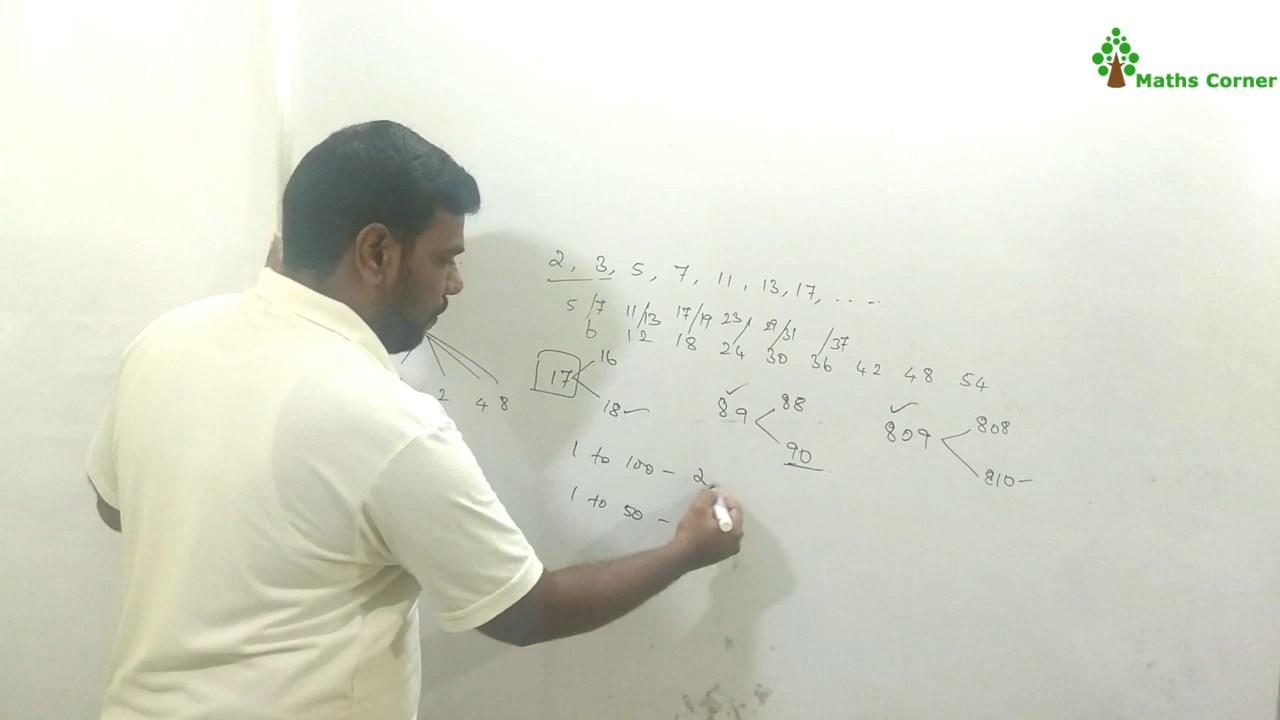 Maths Corner
2, 3, 5, 7, 11, 13, 17, ....
5/7 11/13 17/19 23/ 29/31 /37
6 12 18 24 30 36 42 48 54
17 16 18
89 88 90
809 808 810
2 4 8
1 to 100 - 2
1 to 50 -